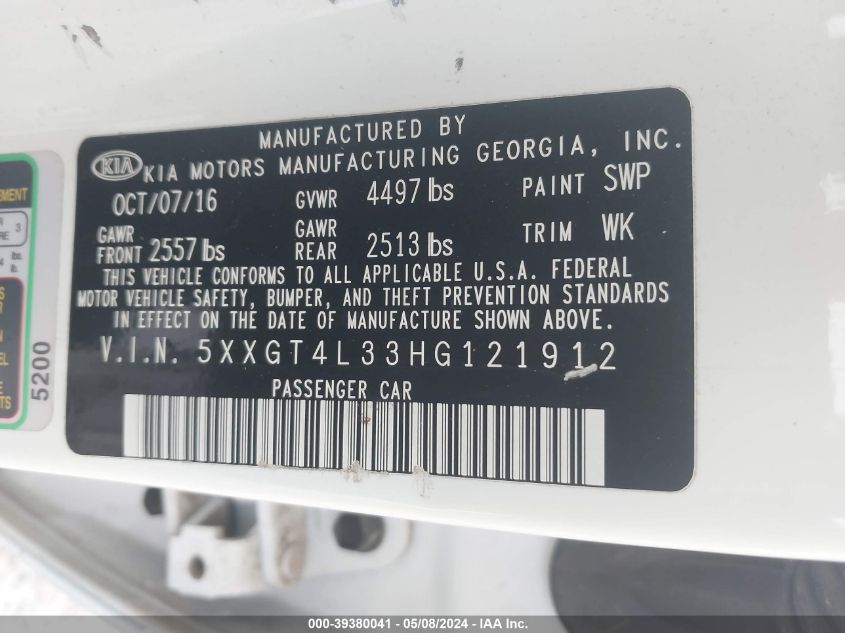 MANUFACTURED BY
KIA KIA MOTORS MANUFACTURING GEORGIA, INC.
OCT/07/16 GVWR 4497 lbs PAINT SWP
GAWR FRONT 2557 lbs GAWR REAR 2513 lbs TRIM WK
THIS VEHICLE CONFORMS TO ALL APPLICABLE U.S.A. FEDERAL
MOTOR VEHICLE SAFETY, BUMPER, AND THEFT PREVENTION STANDARDS
IN EFFECT ON THE DATE OF MANUFACTURE SHOWN ABOVE.
V.I.N. 5XXGT4L33HG121912
PASSENGER CAR
5200
3
000-39380041 - 05/08/2024 - IAA Inc.